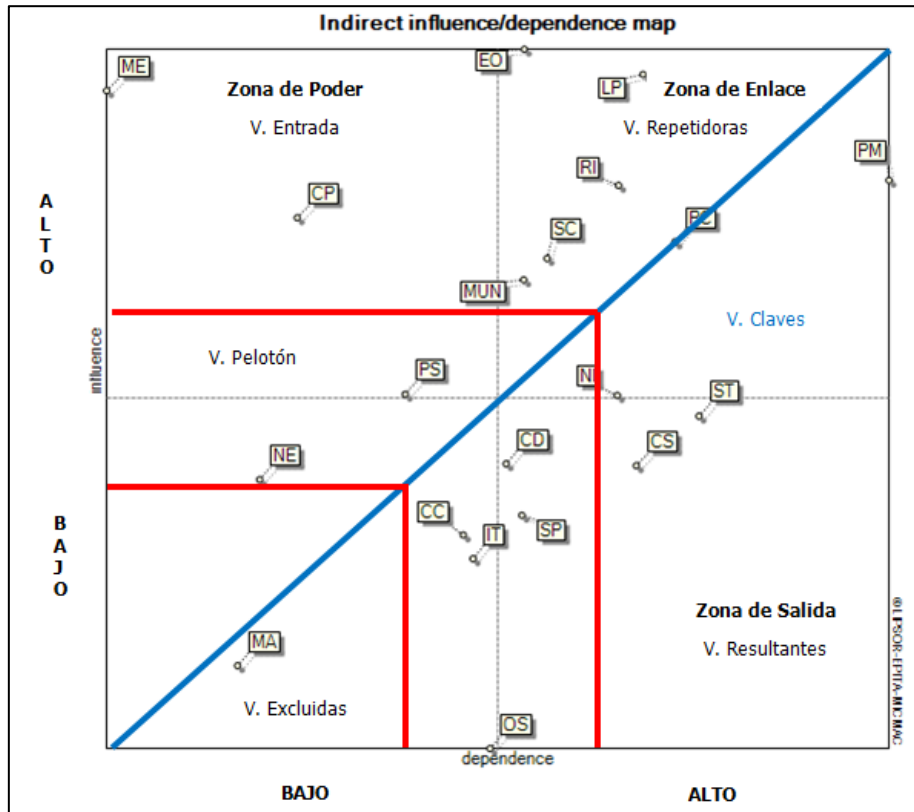 Indirect influence/dependence map
ME
EO
LP
Zona de Poder
Zona de Enlace
V. Entrada
V. Repetidoras
PM
RI
CP
PC
SC
ALTO
MUN
V. Claves
V. Pelotón
influence
PS
NI
ST
CD
CS
NE
CC
IT
SP
BAJO
Zona de Salida
MA
V. Resultantes
V. Excluidas
OS
©LIPSOR-EPITA-MICMAC
dependence
BAJO
ALTO